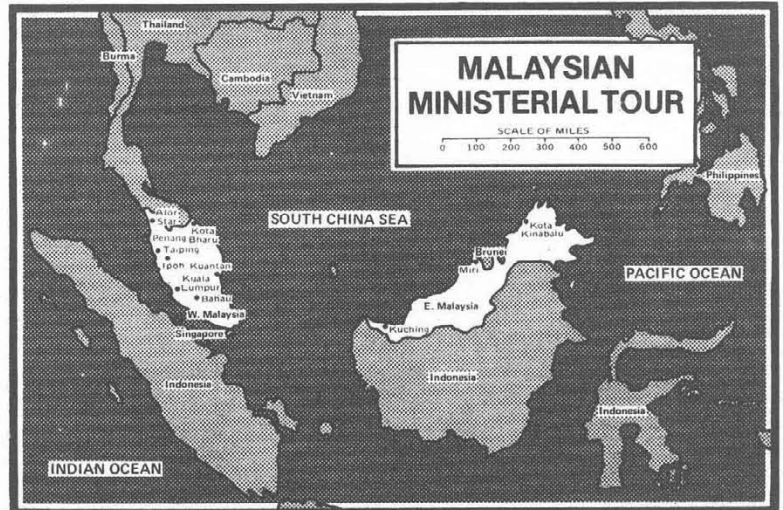 Thailand
Burma
Cambodia
Vietnam
MALAYSIAN
MINISTERIAL TOUR
SCALE OF MILES
0 100 200 300 400 500 600
Philippines
Alor
Star
Kota
Bharu
Penang
Taiping
Ipoh
Kuantan
Kuala
Lumpur
Bahau
W. Malaysia
Singapore
SOUTH CHINA SEA
Kota
Kinabalu
Brunei
Miri
E. Malaysia
Kuching
PACIFIC OCEAN
Indonesia
Indonesia
Indonesia
INDIAN OCEAN